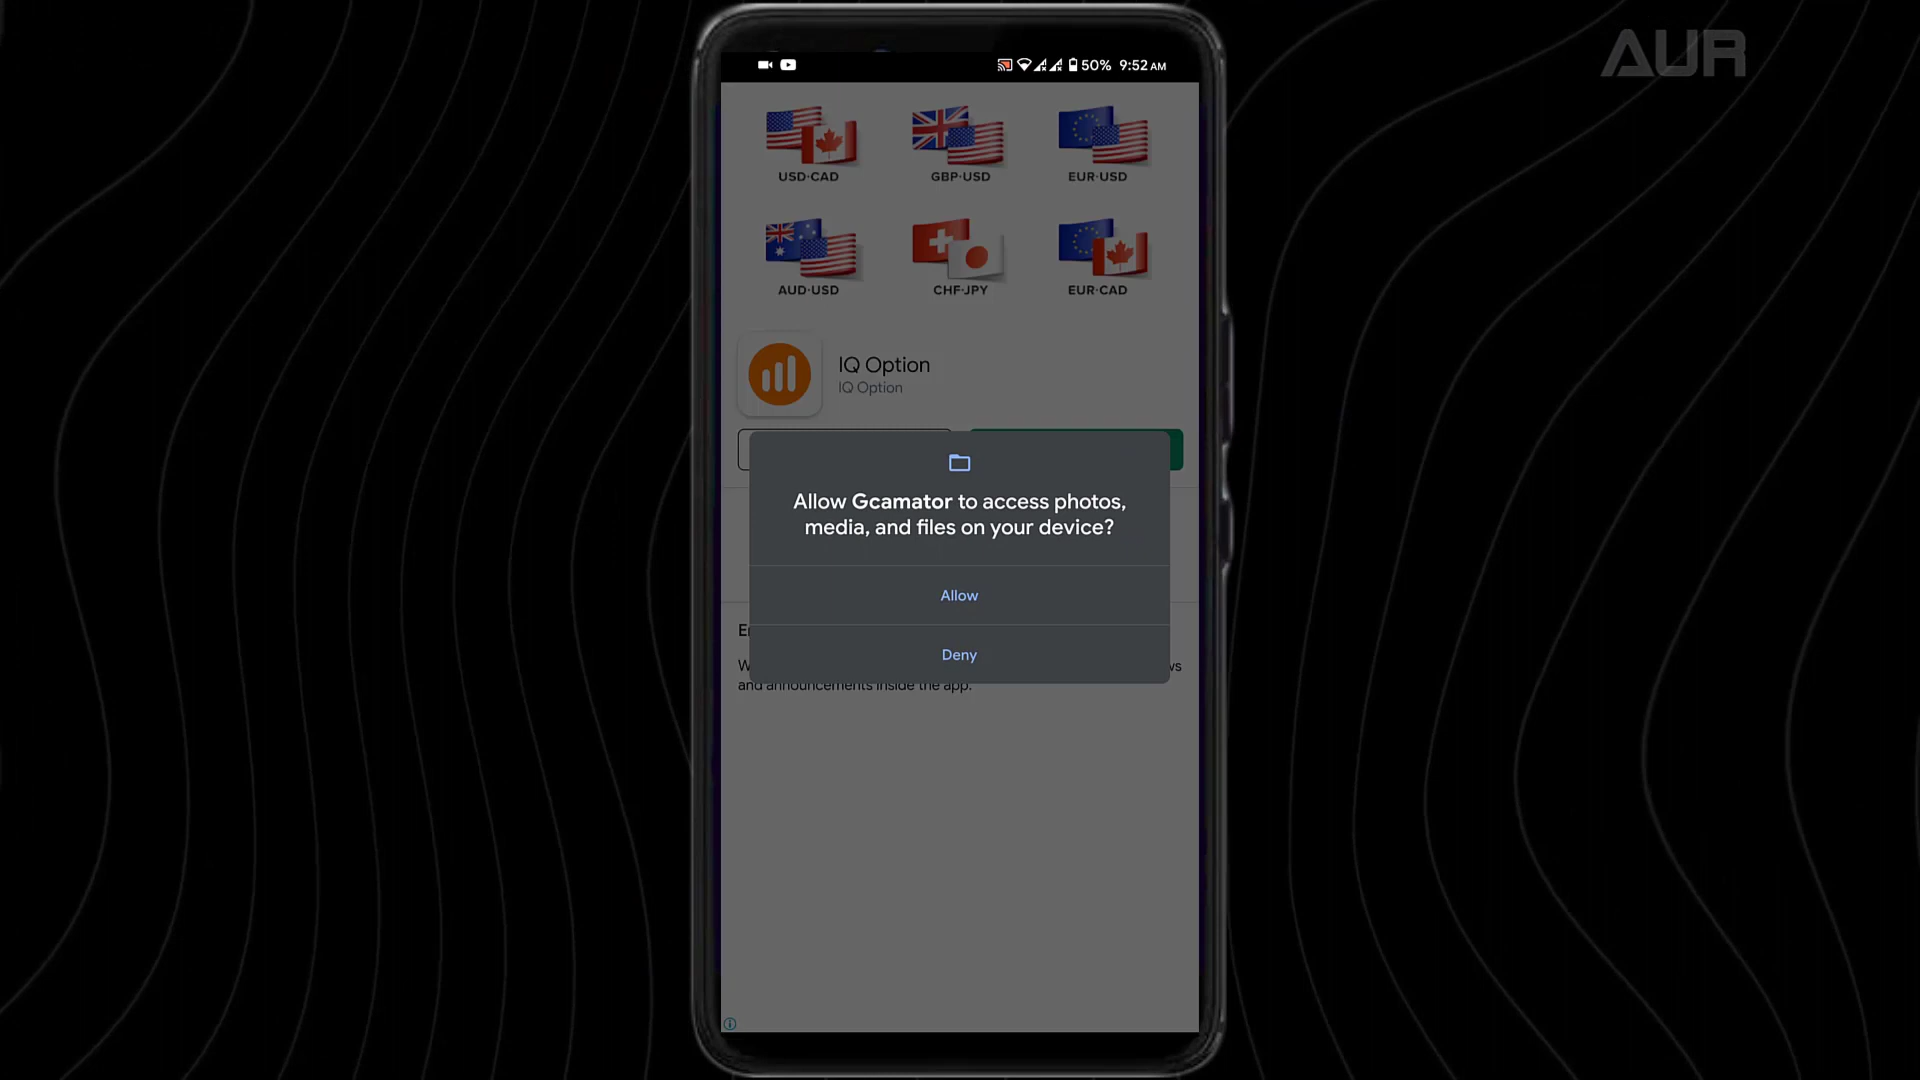 AUR
50% 9:52 AM
USD·CAD GBP·USD EUR·USD
AUD·USD CHF·JPY EUR·CAD
IQ Option
IQ Option
Allow Gcamator to access photos,
media, and files on your device?
Allow
Deny
and announcements inside the app.